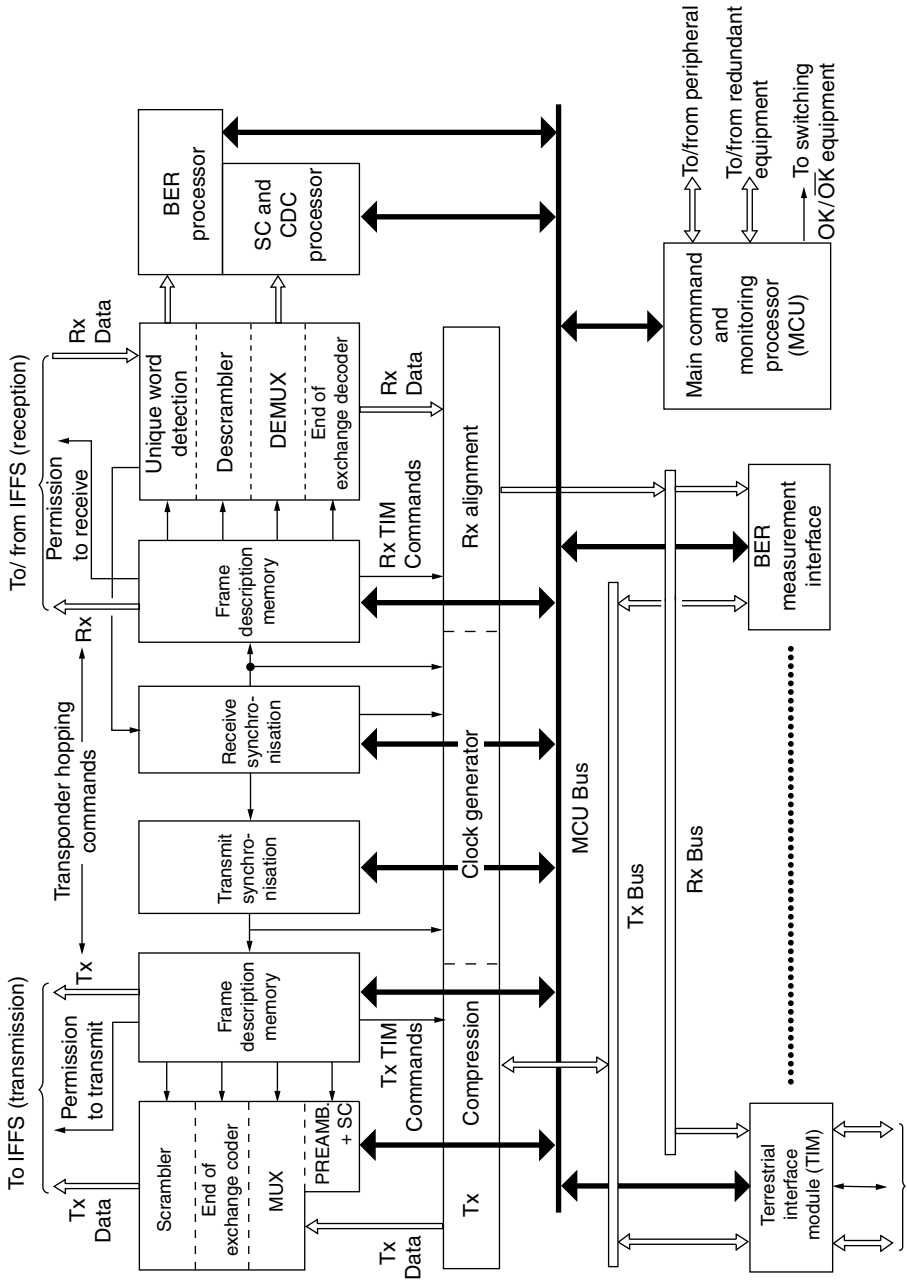 To IFFS (transmission)
Tx
Data
Permission
to transmit
Tx
Transponder hopping
commands
Rx
To/ from IFFS (reception)
Permission
to receive
Rx
Data
Scrambler
End of
exchange coder
MUX
PREAMB.
+ SC
Frame
description
memory
Transmit
synchro-
nisation
Receive
synchro-
nisation
Frame
description
memory
Unique word
detection
Descrambler
DEMUX
End of
exchange decoder
BER
processor
SC and
CDC
processor
Tx
Data
Tx TIM
Commands
Rx TIM
Commands
Rx
Data
Tx
Compression
Clock generator
Rx alignment
MCU Bus
Tx Bus
Rx Bus
Terrestrial
interface
module (TIM)
BER
measurement
interface
Main command
and
monitoring
processor
(MCU)
To/from peripheral
To/from redundant
equipment
To switching
OK/OK equipment